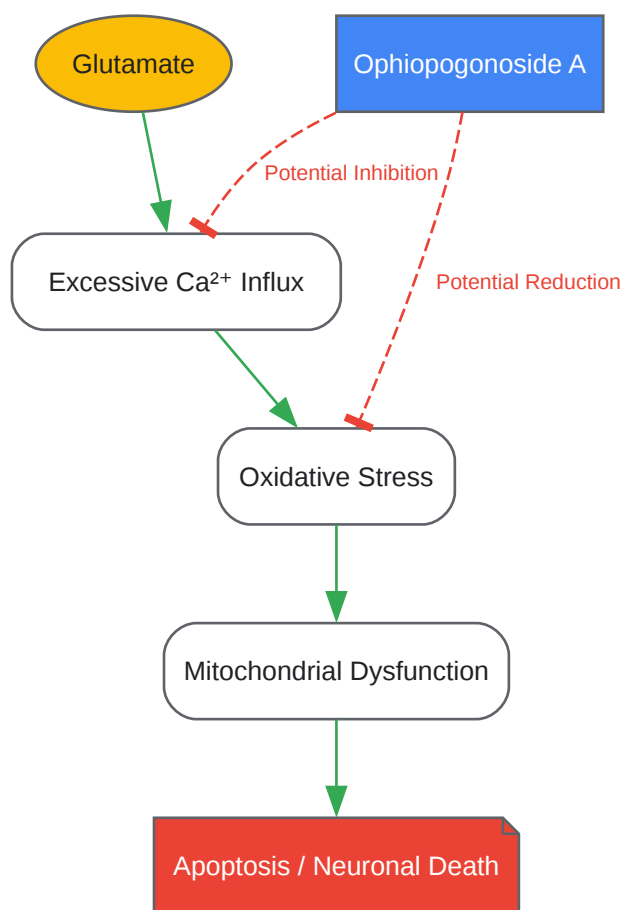 Glutamate
Ophiopogonoside A
Potential Inhibition
Excessive Ca²⁺ Influx
Potential Reduction
Oxidative Stress
Mitochondrial Dysfunction
Apoptosis / Neuronal Death